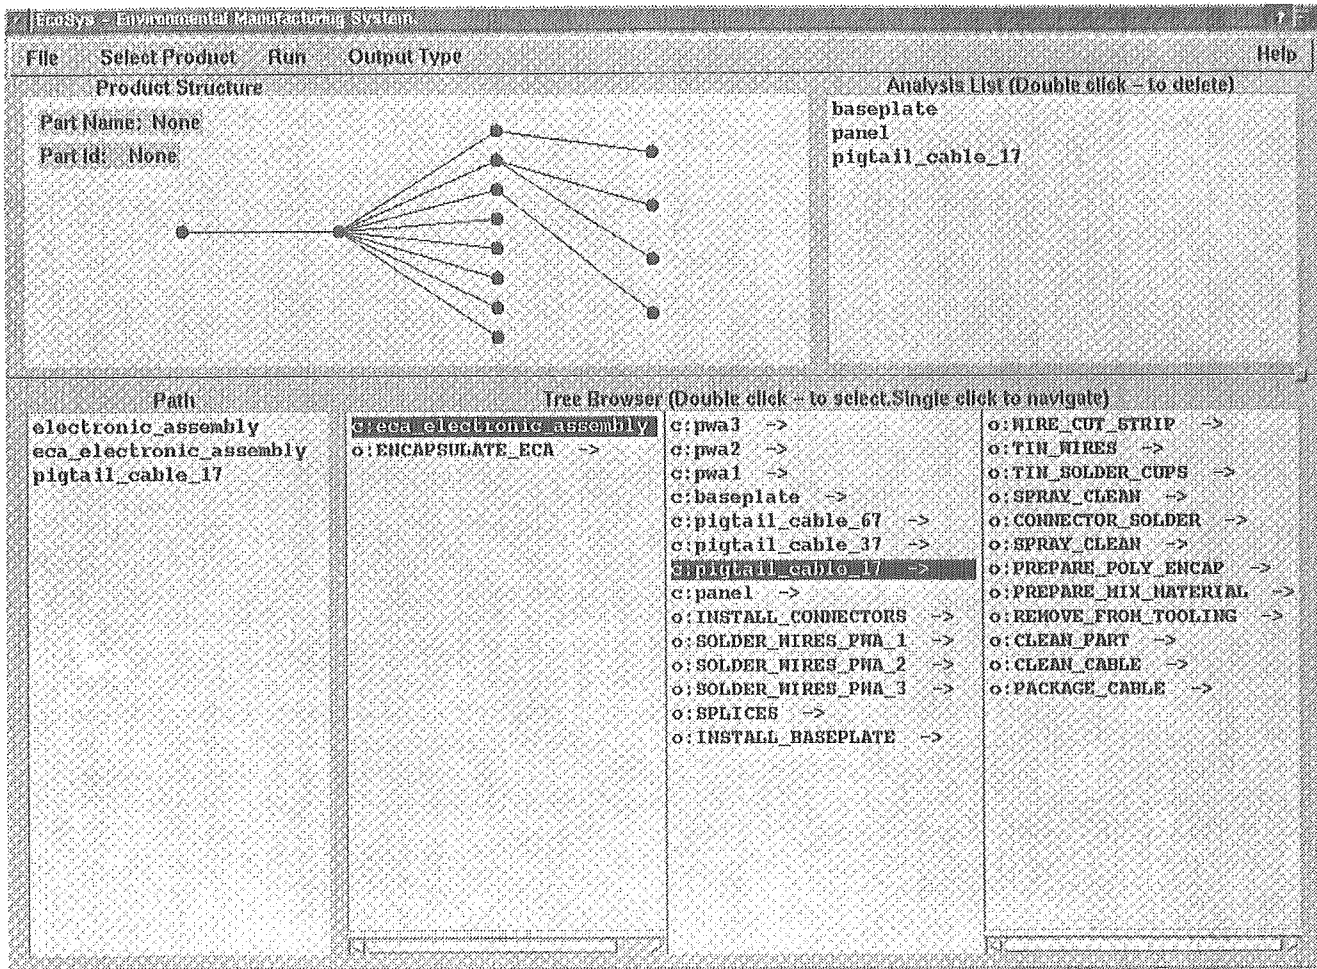 EcoSys - Environmental Manufacturing System.
File Select Product Run Output Type Help
Product Structure
Part Name: None
Part Id: None
Analysis List (Double click - to delete)
baseplate
panel
pigtail_cable_17
Path
electronic_assembly
eca_electronic_assembly
pigtail_cable_17
Tree Browser (Double click - to select,Single click to navigate)
c:eca_electronic_assembly
o:ENCAPSULATE_ECA ->
c:pwa3 ->
c:pwa2 ->
c:pwa1 ->
c:baseplate ->
c:pigtail_cable_67 ->
c:pigtail_cable_37 ->
c:pigtail_cable_17 ->
c:panel ->
o:INSTALL_CONNECTORS ->
o:SOLDER_WIRES_PWA_1 ->
o:SOLDER_WIRES_PWA_2 ->
o:SOLDER_WIRES_PWA_3 ->
o:SPLICES ->
o:INSTALL_BASEPLATE ->
o:WIRE_CUT_STRIP ->
o:TIN_WIRES ->
o:TIN_SOLDER_CUPS ->
o:SPRAY_CLEAN ->
o:CONNECTOR_SOLDER ->
o:SPRAY_CLEAN ->
o:PREPARE_POLY_ENCAP ->
o:PREPARE_MIX_MATERIAL ->
o:REMOVE_FROM_TOOLING ->
o:CLEAN_PART ->
o:CLEAN_CABLE ->
o:PACKAGE_CABLE ->